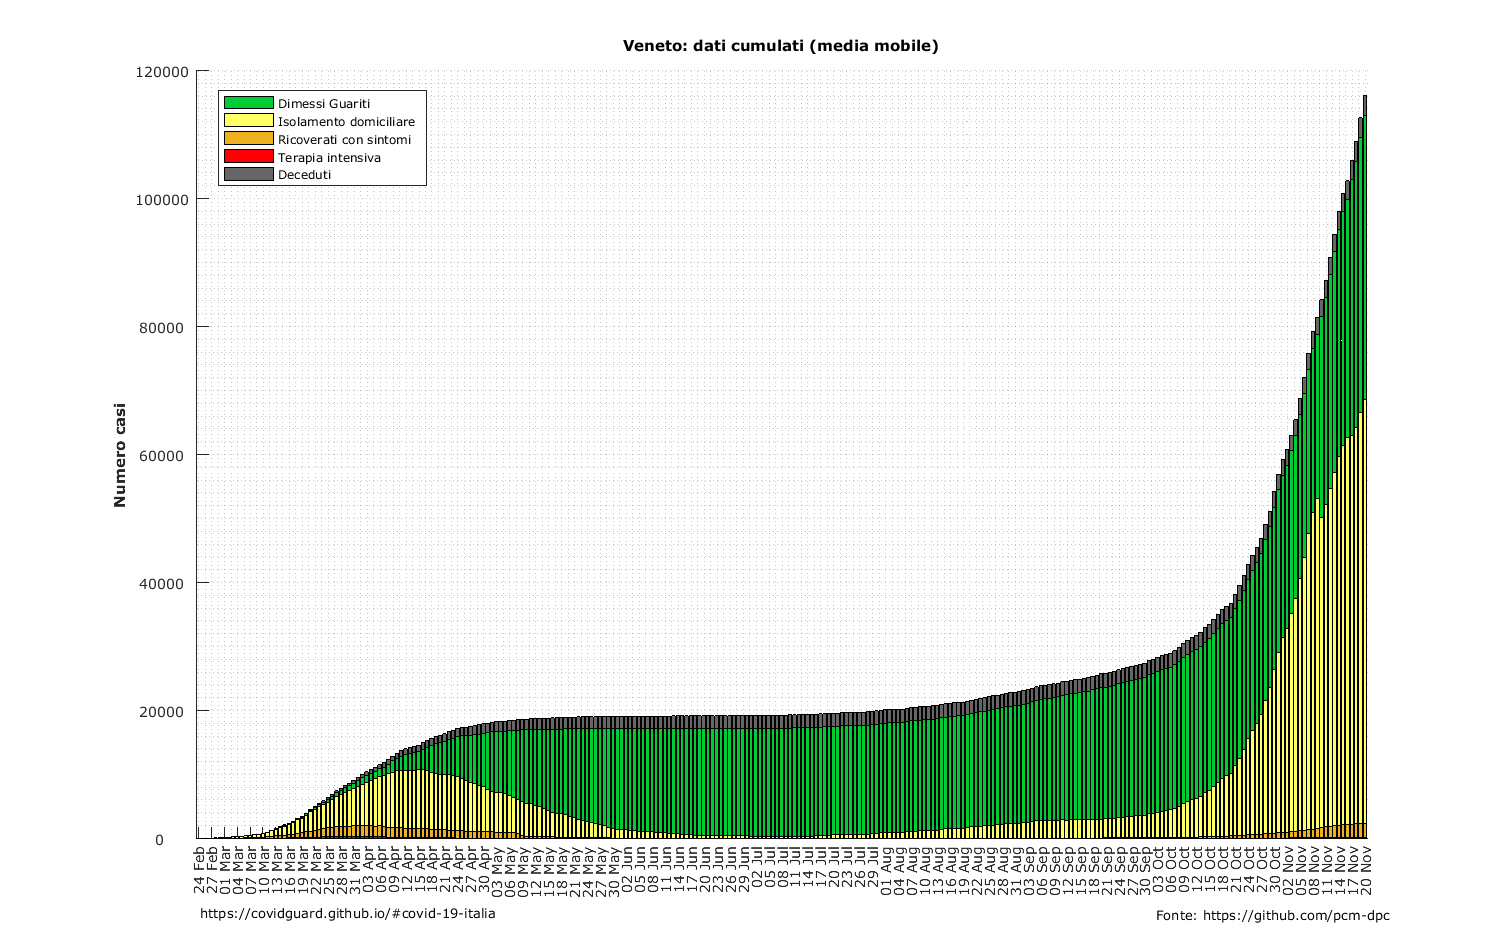 Veneto: dati cumulati (media mobile)
120000
100000
80000
60000
40000
20000
0
Numero casi
Dimessi Guariti
Isolamento domiciliare
Ricoverati con sintomi
Terapia intensiva
Deceduti
24 Feb
27 Feb
01 Mar
04 Mar
07 Mar
10 Mar
13 Mar
16 Mar
19 Mar
22 Mar
25 Mar
28 Mar
31 Mar
03 Apr
06 Apr
09 Apr
12 Apr
15 Apr
18 Apr
21 Apr
24 Apr
27 Apr
30 Apr
03 May
06 May
09 May
12 May
15 May
18 May
21 May
24 May
27 May
30 May
02 Jun
05 Jun
08 Jun
11 Jun
14 Jun
17 Jun
20 Jun
23 Jun
26 Jun
29 Jun
02 Jul
05 Jul
08 Jul
11 Jul
14 Jul
17 Jul
20 Jul
23 Jul
26 Jul
29 Jul
01 Aug
04 Aug
07 Aug
10 Aug
13 Aug
16 Aug
19 Aug
22 Aug
25 Aug
28 Aug
31 Aug
03 Sep
06 Sep
09 Sep
12 Sep
15 Sep
18 Sep
21 Sep
24 Sep
27 Sep
30 Sep
03 Oct
06 Oct
09 Oct
12 Oct
15 Oct
18 Oct
21 Oct
24 Oct
27 Oct
30 Oct
02 Nov
05 Nov
08 Nov
11 Nov
14 Nov
17 Nov
20 Nov
https://covidguard.github.io/#covid-19-italia
Fonte: https://github.com/pcm-dpc